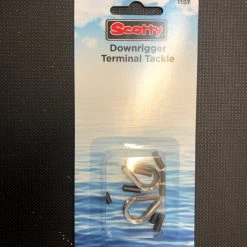 1157
Scotty
Downrigger
Terminal Tackle